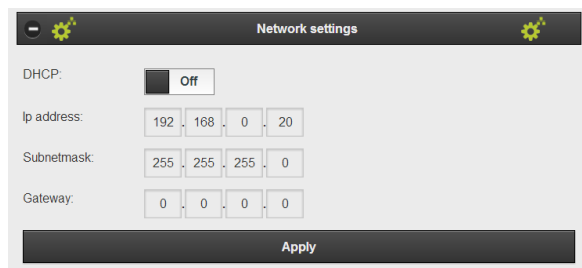 Network settings
DHCP: Off
Ip address: 192 . 168 . 0 . 20
Subnetmask: 255 . 255 . 255 . 0
Gateway: 0 . 0 . 0 . 0
Apply